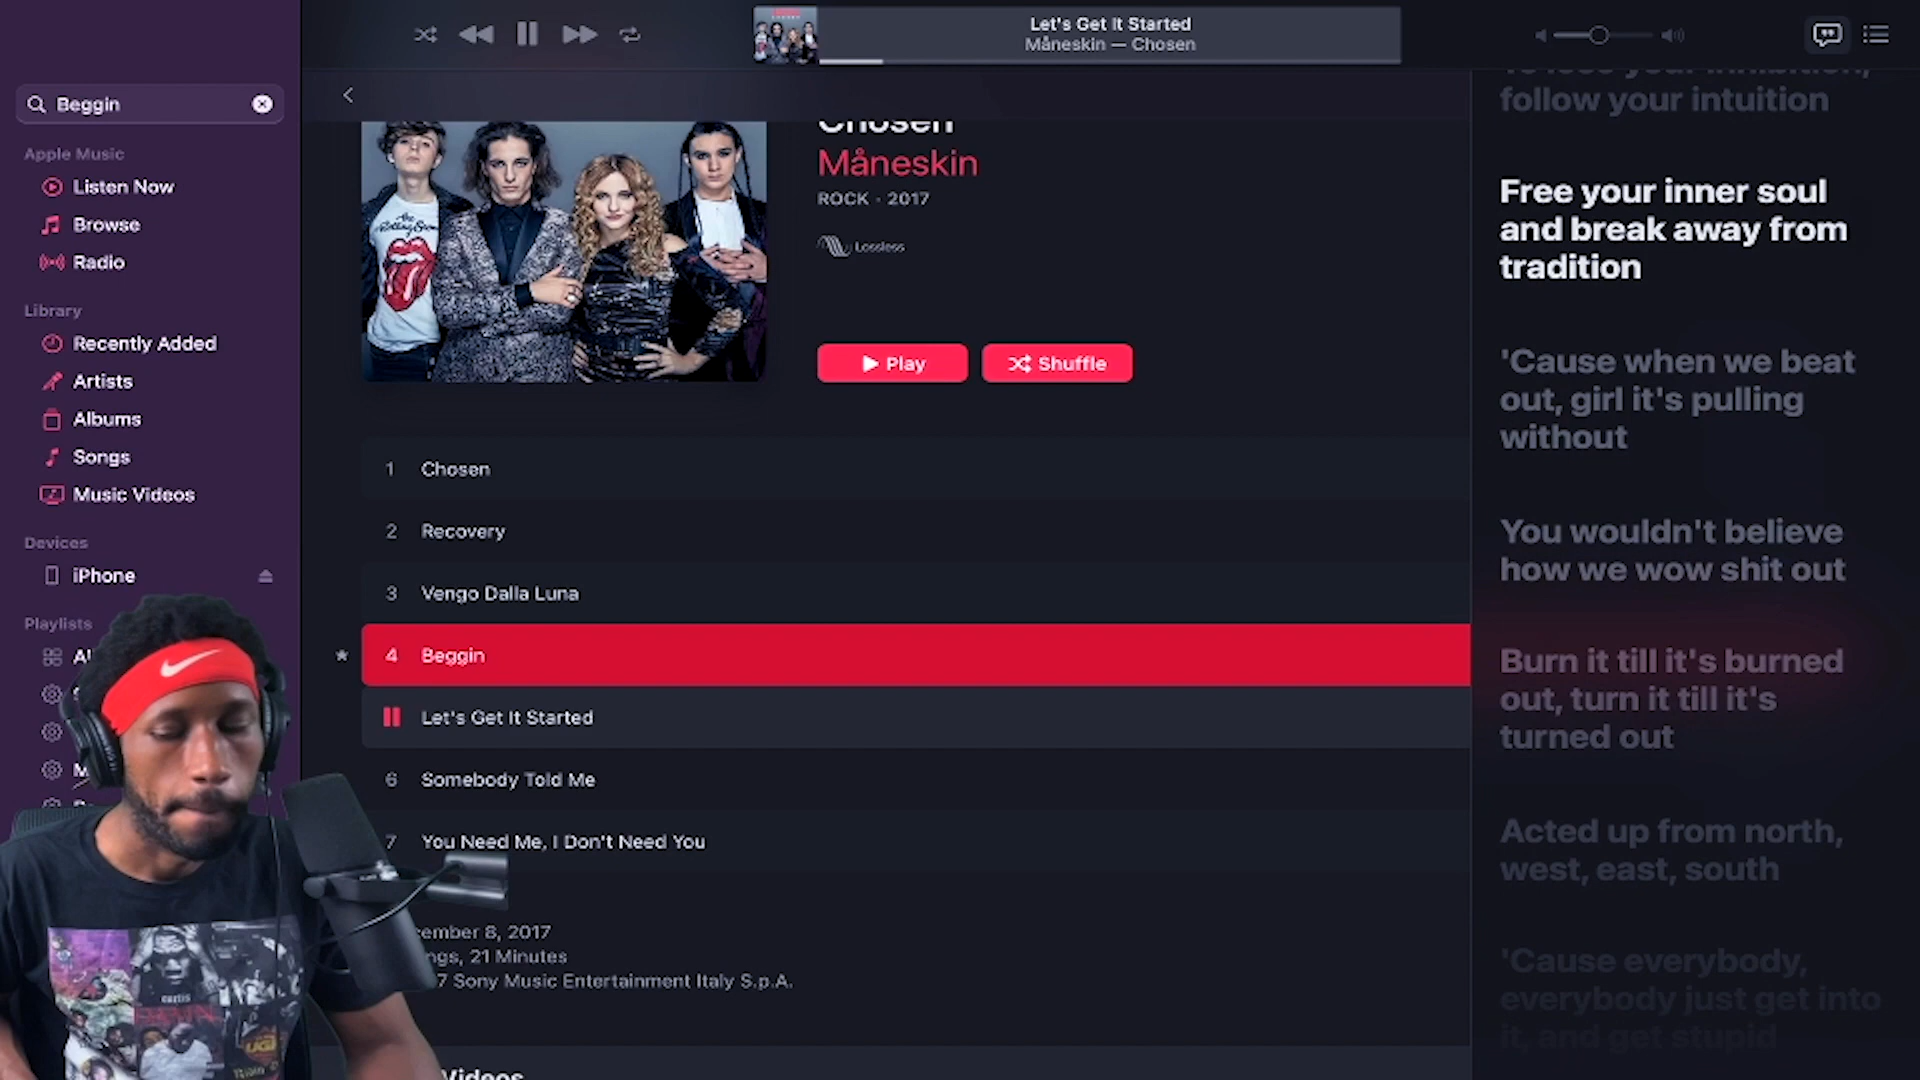 Let's Get It Started
Måneskin — Chosen
Beggin
Apple Music
Listen Now
Browse
Radio
Library
Recently Added
Artists
Albums
Songs
Music Videos
Devices
iPhone
Playlists
Chosen
Måneskin
ROCK · 2017
Lossless
Play
Shuffle
1 Chosen
2 Recovery
3 Vengo Dalla Luna
★ 4 Beggin
Let's Get It Started
6 Somebody Told Me
7 You Need Me, I Don't Need You
ember 8, 2017
ngs, 21 Minutes
7 Sony Music Entertainment Italy S.p.A.
Videos
follow your intuition
Free your inner soul
and break away from
tradition
'Cause when we beat
out, girl it's pulling
without
You wouldn't believe
how we wow shit out
Burn it till it's burned
out, turn it till it's
turned out
Acted up from north,
west, east, south
'Cause everybody,
everybody just get into
it, and get stupid